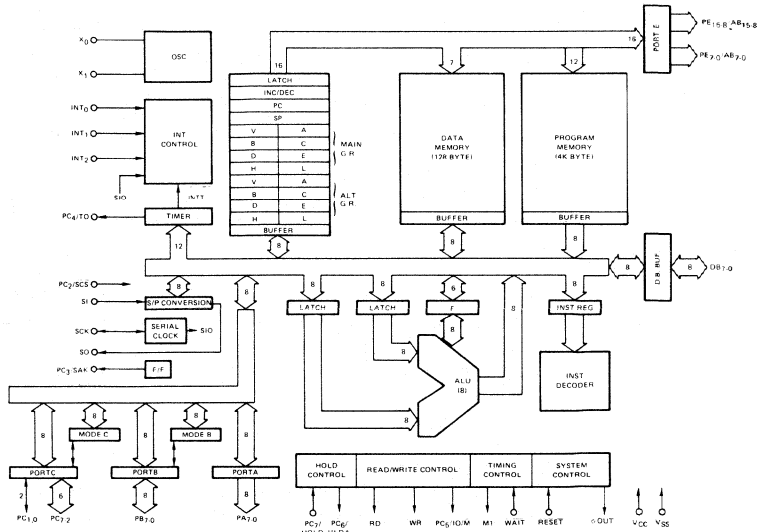 X0
OSC
X1
INT0
INT1
INT2
INT CONTROL
SIO
INTT
PC4/TO
TIMER
12
16
LATCH
INC/DEC
PC
SP
V A
B C
D E
H L
MAIN G.R.
V A
B C
D E
H L
ALT G.R.
BUFFER
8
7
DATA MEMORY (128 BYTE)
BUFFER
8
12
PROGRAM MEMORY (4K BYTE)
BUFFER
8
16
PORT E
PE15-8/AB15-8
PE7-0/AB7-0
8
DB BUF
8
DB7-0
PC2/SCS
SI
8
S/P CONVERSION
SCK
SERIAL CLOCK
SIO
SO
PC3/SAK
F/F
8
8
LATCH
8
LATCH
6
F
8
8
8
INST REG
8
8
8
ALU (8)
INST DECODER
8
8
MODE C
8
8
MODE B
8
PORTC
PORTB
PORTA
2
6
8
8
PC1,0
PC7-2
PB7-0
PA7-0
HOLD CONTROL
READ/WRITE CONTROL
TIMING CONTROL
SYSTEM CONTROL
PC7/
PC6/
RD
WR
PC5/IO/M
M1
WAIT
RESET
OUT
VCC
VSS